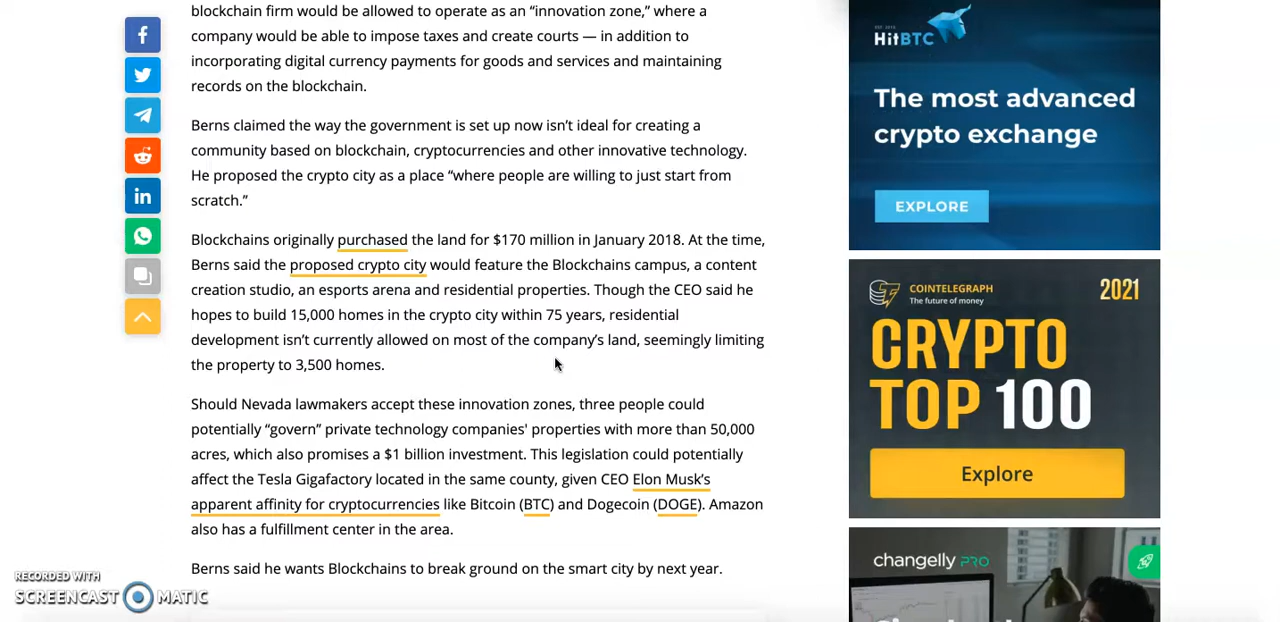 blockchain firm would be allowed to operate as an “innovation zone,” where a
company would be able to impose taxes and create courts — in addition to
incorporating digital currency payments for goods and services and maintaining
records on the blockchain.
Berns claimed the way the government is set up now isn’t ideal for creating a
community based on blockchain, cryptocurrencies and other innovative technology.
He proposed the crypto city as a place “where people are willing to just start from
scratch.”
Blockchains originally purchased the land for $170 million in January 2018. At the time,
Berns said the proposed crypto city would feature the Blockchains campus, a content
creation studio, an esports arena and residential properties. Though the CEO said he
hopes to build 15,000 homes in the crypto city within 75 years, residential
development isn’t currently allowed on most of the company’s land, seemingly limiting
the property to 3,500 homes.
Should Nevada lawmakers accept these innovation zones, three people could
potentially “govern” private technology companies' properties with more than 50,000
acres, which also promises a $1 billion investment. This legislation could potentially
affect the Tesla Gigafactory located in the same county, given CEO Elon Musk’s
apparent affinity for cryptocurrencies like Bitcoin (BTC) and Dogecoin (DOGE). Amazon
also has a fulfillment center in the area.
Berns said he wants Blockchains to break ground on the smart city by next year.
RECORDED WITH
SCREENCAST MATIC
HitBTC
The most advanced
crypto exchange
EXPLORE
COINTELEGRAPH
The future of money
2021
CRYPTO
TOP 100
Explore
changelly PRO